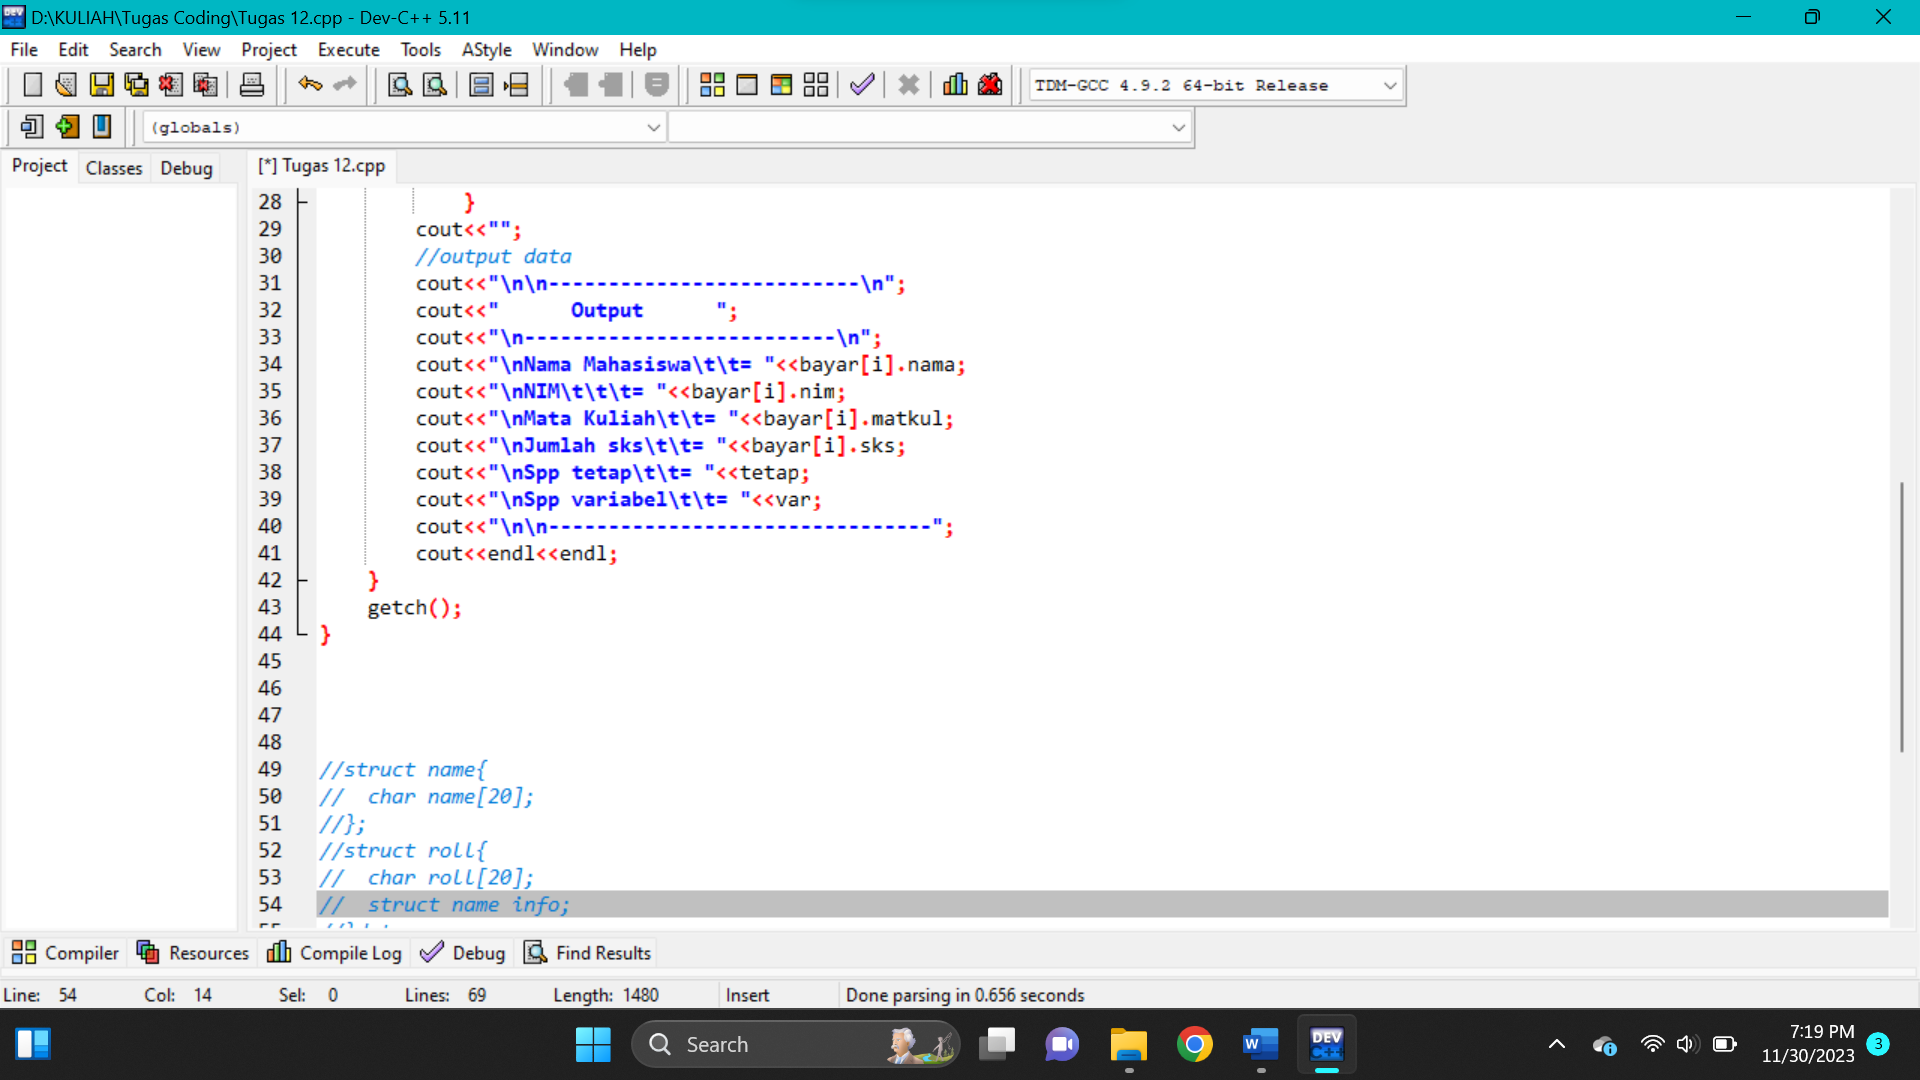 D:\KULIAH\Tugas Coding\Tugas 12.cpp - Dev-C++ 5.11
File Edit Search View Project Execute Tools AStyle Window Help
TDM-GCC 4.9.2 64-bit Release
(globals)
Project Classes Debug [*] Tugas 12.cpp
28 }
29 cout<<"";
30 //output data
31 cout<<"\n\n--------------------------\n";
32 cout<<"      Output      ";
33 cout<<"\n--------------------------\n";
34 cout<<"\nNama Mahasiswa\t\t= "<<bayar[i].nama;
35 cout<<"\nNIM\t\t\t= "<<bayar[i].nim;
36 cout<<"\nMata Kuliah\t\t= "<<bayar[i].matkul;
37 cout<<"\nJumlah sks\t\t= "<<bayar[i].sks;
38 cout<<"\nSpp tetap\t\t= "<<tetap;
39 cout<<"\nSpp variabel\t\t= "<<var;
40 cout<<"\n\n--------------------------------";
41 cout<<endl<<endl;
42 }
43 getch();
44 }
45
46
47
48
49 //struct name{
50 //  char name[20];
51 //};
52 //struct roll{
53 //  char roll[20];
54 //  struct name info;
Compiler Resources Compile Log Debug Find Results
Line: 54 Col: 14 Sel: 0 Lines: 69 Length: 1480 Insert Done parsing in 0.656 seconds
Search
7:19 PM
11/30/2023
3